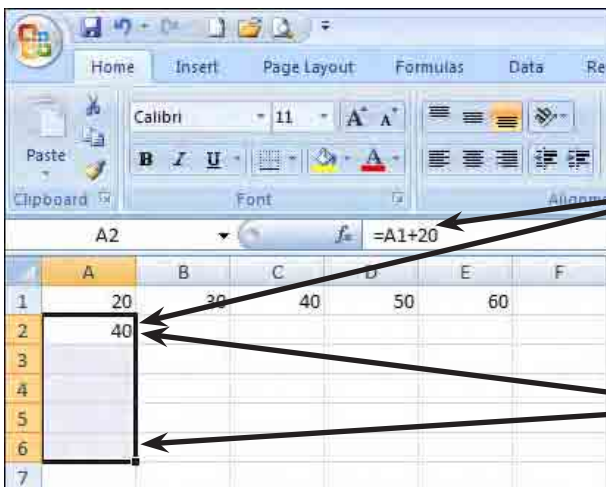 Home Insert Page Layout Formulas Data Re
Calibri 11 A A
Paste B I U A
Clipboard Font Alignm
A2 fx =A1+20
A B C D E F
1 20 30 40 50 60
2 40
3
4
5
6
7